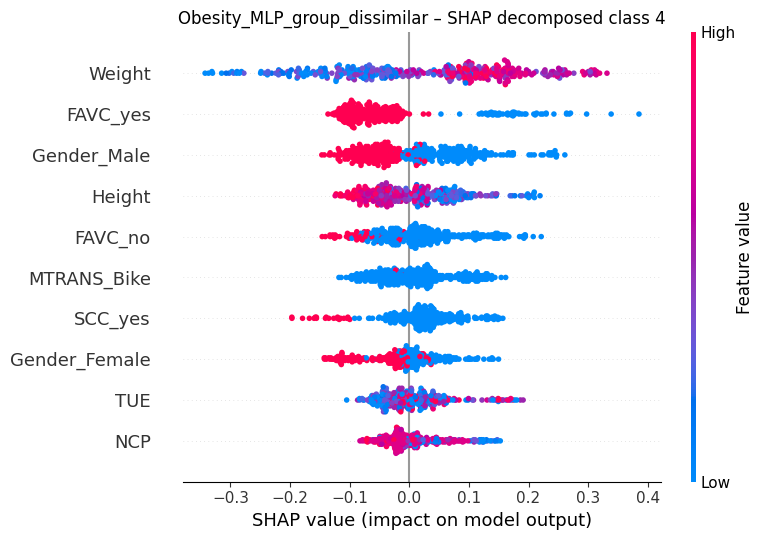 Obesity_MLP_group_dissimilar – SHAP decomposed class 4
High
Weight
FAVC_yes
Gender_Male
Height
FAVC_no
MTRANS_Bike
SCC_yes
Gender_Female
TUE
NCP
Feature value
Low
−0.3 −0.2 −0.1 0.0 0.1 0.2 0.3 0.4
SHAP value (impact on model output)